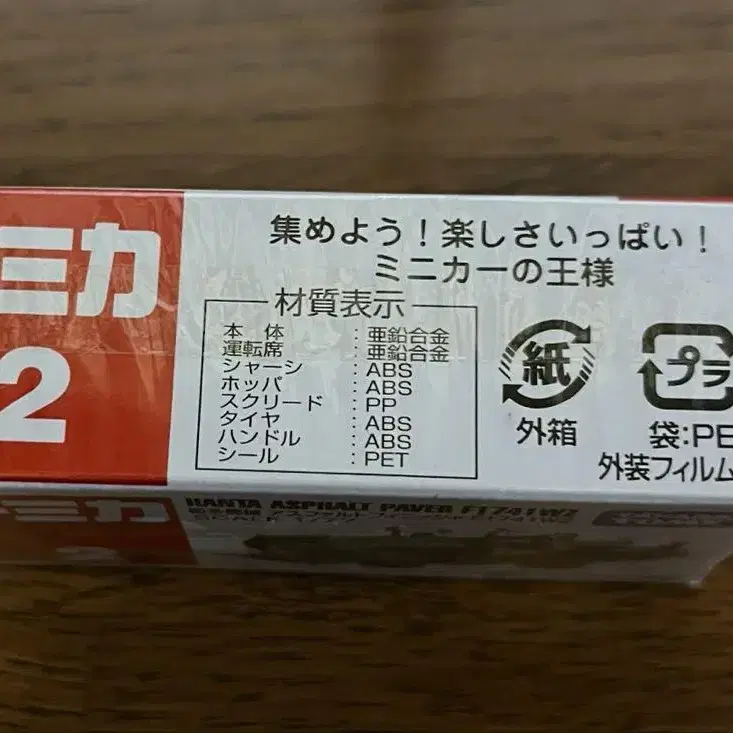 ミカ
2
集めよう！楽しさいっぱい！
ミニカーの王様
材質表示
本　体：亜鉛合金
運転席：亜鉛合金
シャーシ：ABS
ホッパ：ABS
スクリード：PP
タイヤ：ABS
ハンドル：ABS
シール：PET
紙
外箱
プラ
袋:PE
外装フィルム
ミカ
HANTA ASPHALT PAVER F1741WZ